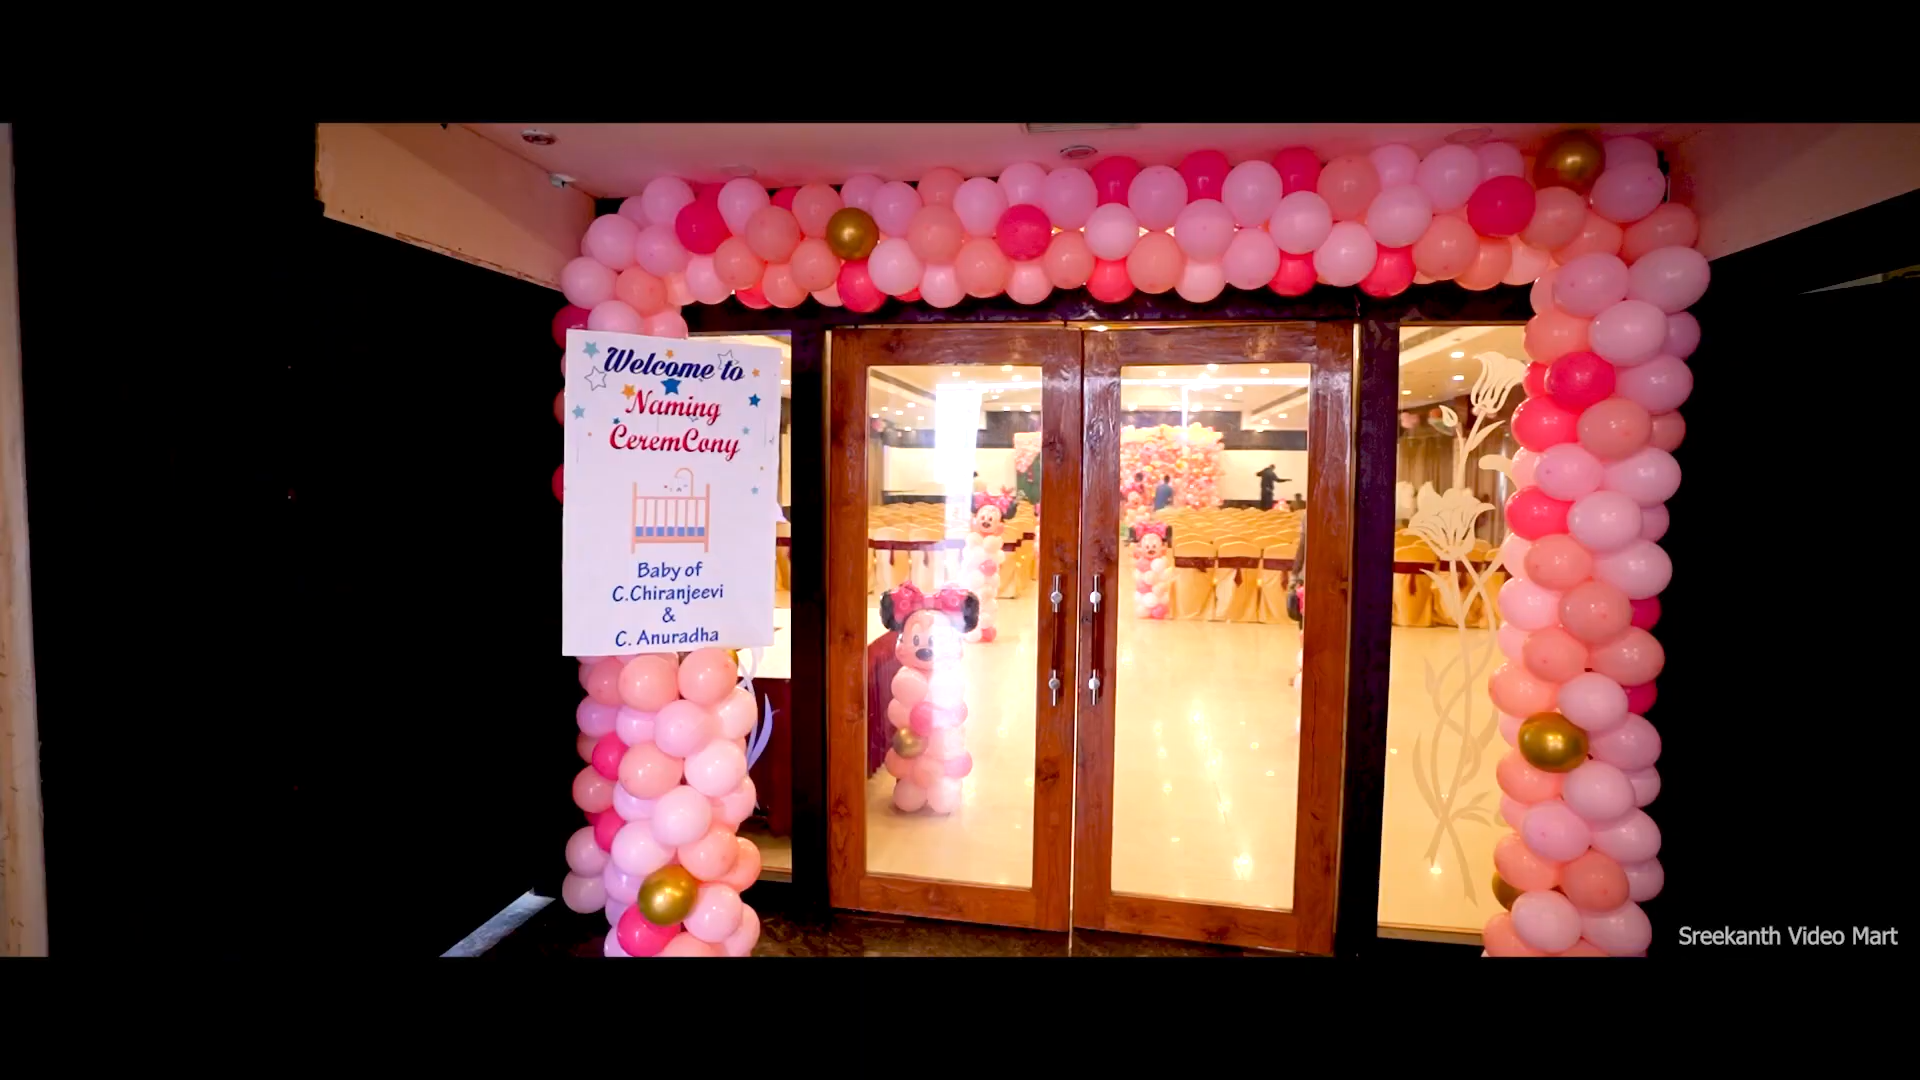 Welcome to
Naming
CeremCony
Baby of
C.Chiranjeevi
&
C. Anuradha
Sreekanth Video Mart